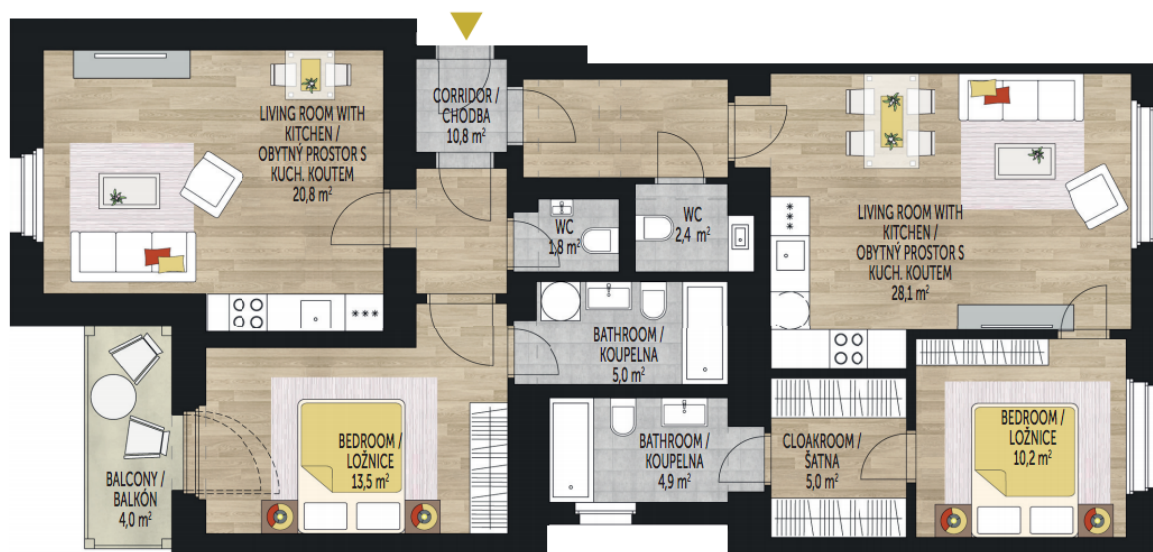 LIVING ROOM WITH
KITCHEN /
OBYTNÝ PROSTOR S
KUCH. KOUTEM
20,8 m²
CORRIDOR /
CHODBA
10,8 m²
WC
1,8 m²
WC
2,4 m²
LIVING ROOM WITH
KITCHEN /
OBYTNÝ PROSTOR S
KUCH. KOUTEM
28,1 m²
BATHROOM /
KOUPELNA
5,0 m²
BALCONY /
BALKÓN
4,0 m²
BEDROOM /
LOŽNICE
13,5 m²
BATHROOM /
KOUPELNA
4,9 m²
CLOAKROOM /
ŠATNA
5,0 m²
BEDROOM /
LOŽNICE
10,2 m²